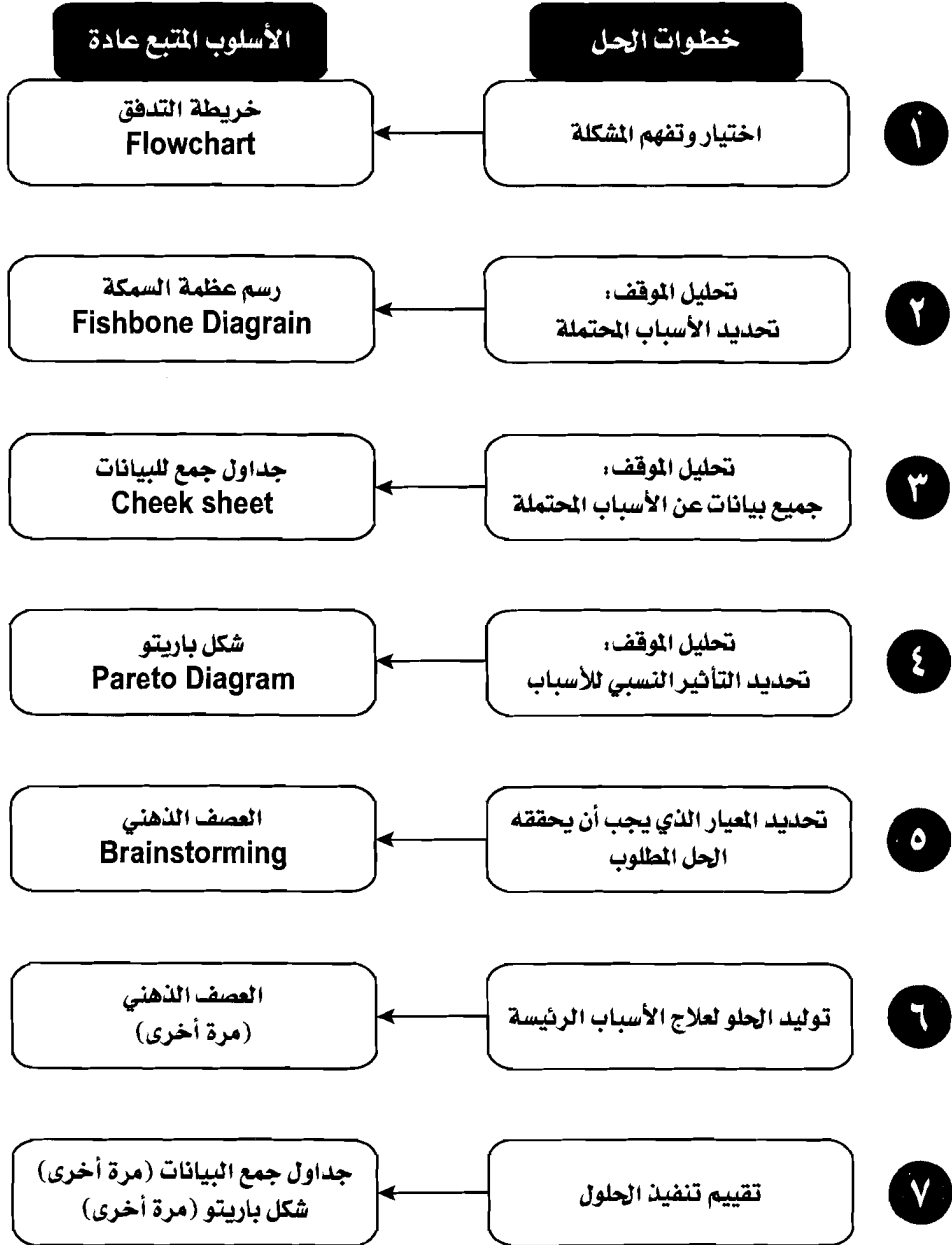 خطوات الحل
الأسلوب المتبع عادة
١
اختيار وتفهم المشكلة
خريطة التدفق
Flowchart
٢
تحليل الموقف:
تحديد الأسباب المحتملة
رسم عظمة السمكة
Fishbone Diagrain
٣
تحليل الموقف:
جميع بيانات عن الأسباب المحتملة
جداول جمع للبيانات
Cheek sheet
٤
تحليل الموقف:
تحديد التأثير النسبي للأسباب
شكل باريتو
Pareto Diagram
٥
تحديد المعيار الذي يجب أن يحققه
الحل المطلوب
العصف الذهني
Brainstorming
٦
توليد الحلو لعلاج الأسباب الرئيسة
العصف الذهني
(مرة أخرى)
٧
تقييم تنفيذ الحلول
جداول جمع البيانات (مرة أخرى)
شكل باريتو (مرة أخرى)